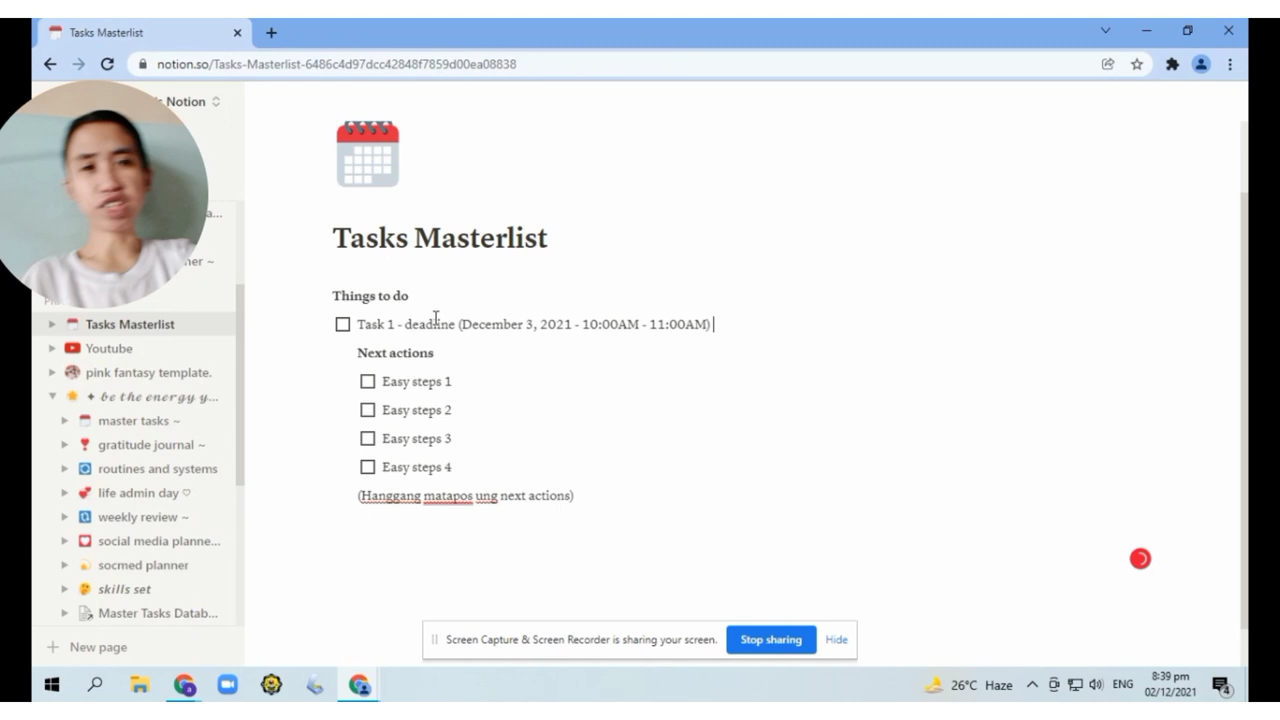 Tasks Masterlist
notion.so/Tasks-Masterlist-6486c4d97dcc42848f7859d00ea08838
Notion
a...
ner ~
Tasks Masterlist
Youtube
pink fantasy template.
✦ 𝓫𝓮 𝓽𝓱𝓮 𝓮𝓷𝓮𝓻𝓰𝔂 𝔂...
master tasks ~
gratitude journal ~
routines and systems
life admin day ♡
weekly review ~
social media planne...
socmed planner
skills set
Master Tasks Datab...
+ New page
Tasks Masterlist
Things to do
Task 1 - deadline (December 3, 2021 - 10:00AM - 11:00AM)
Next actions
Easy steps 1
Easy steps 2
Easy steps 3
Easy steps 4
(Hanggang matapos ung next actions)
Screen Capture & Screen Recorder is sharing your screen.
Stop sharing
Hide
26°C Haze
ENG
8:39 pm
02/12/2021
4